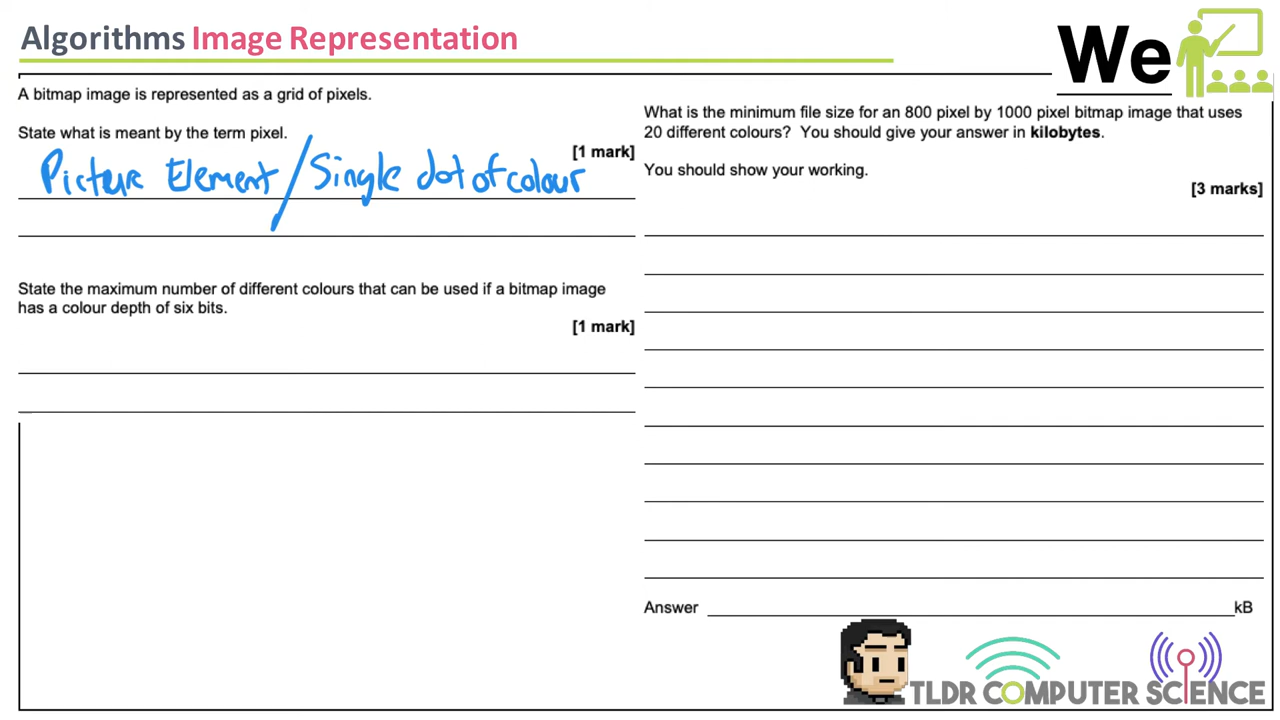 Algorithms Image Representation
We
A bitmap image is represented as a grid of pixels.
State what is meant by the term pixel.
[1 mark]
Picture Element / Single dot of colour
State the maximum number of different colours that can be used if a bitmap image
has a colour depth of six bits.
[1 mark]
What is the minimum file size for an 800 pixel by 1000 pixel bitmap image that uses
20 different colours? You should give your answer in kilobytes.
You should show your working.
[3 marks]
Answer kB
TLDR COMPUTER SCIENCE